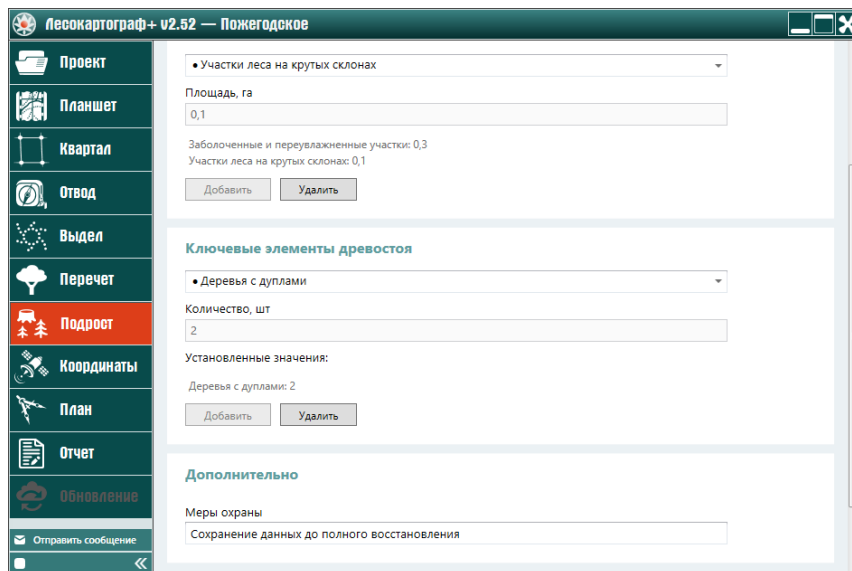 Лесокартограф+ v2.52 — Пожегодское
Проект
Планшет
Квартал
Отвод
Выдел
Перечет
Подрост
Координаты
План
Отчет
Обновление
Отправить сообщение
• Участки леса на крутых склонах
Площадь, га
0,1
Заболоченные и переувлажненные участки: 0,3
Участки леса на крутых склонах: 0,1
Добавить Удалить
Ключевые элементы древостоя
• Деревья с дуплами
Количество, шт
2
Установленные значения:
Деревья с дуплами: 2
Добавить Удалить
Дополнительно
Меры охраны
Сохранение данных до полного восстановления